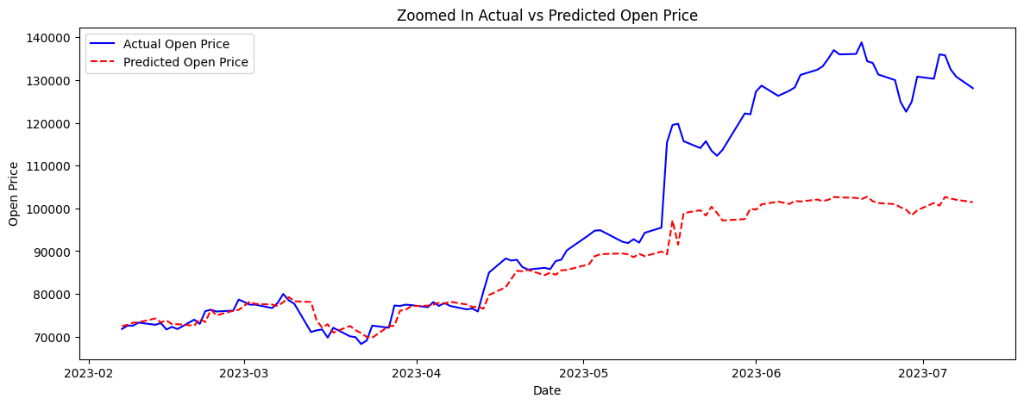 Zoomed In Actual vs Predicted Open Price
Actual Open Price
Predicted Open Price
Open Price
140000
130000
120000
110000
100000
90000
80000
70000
2023-02
2023-03
2023-04
2023-05
2023-06
2023-07
Date